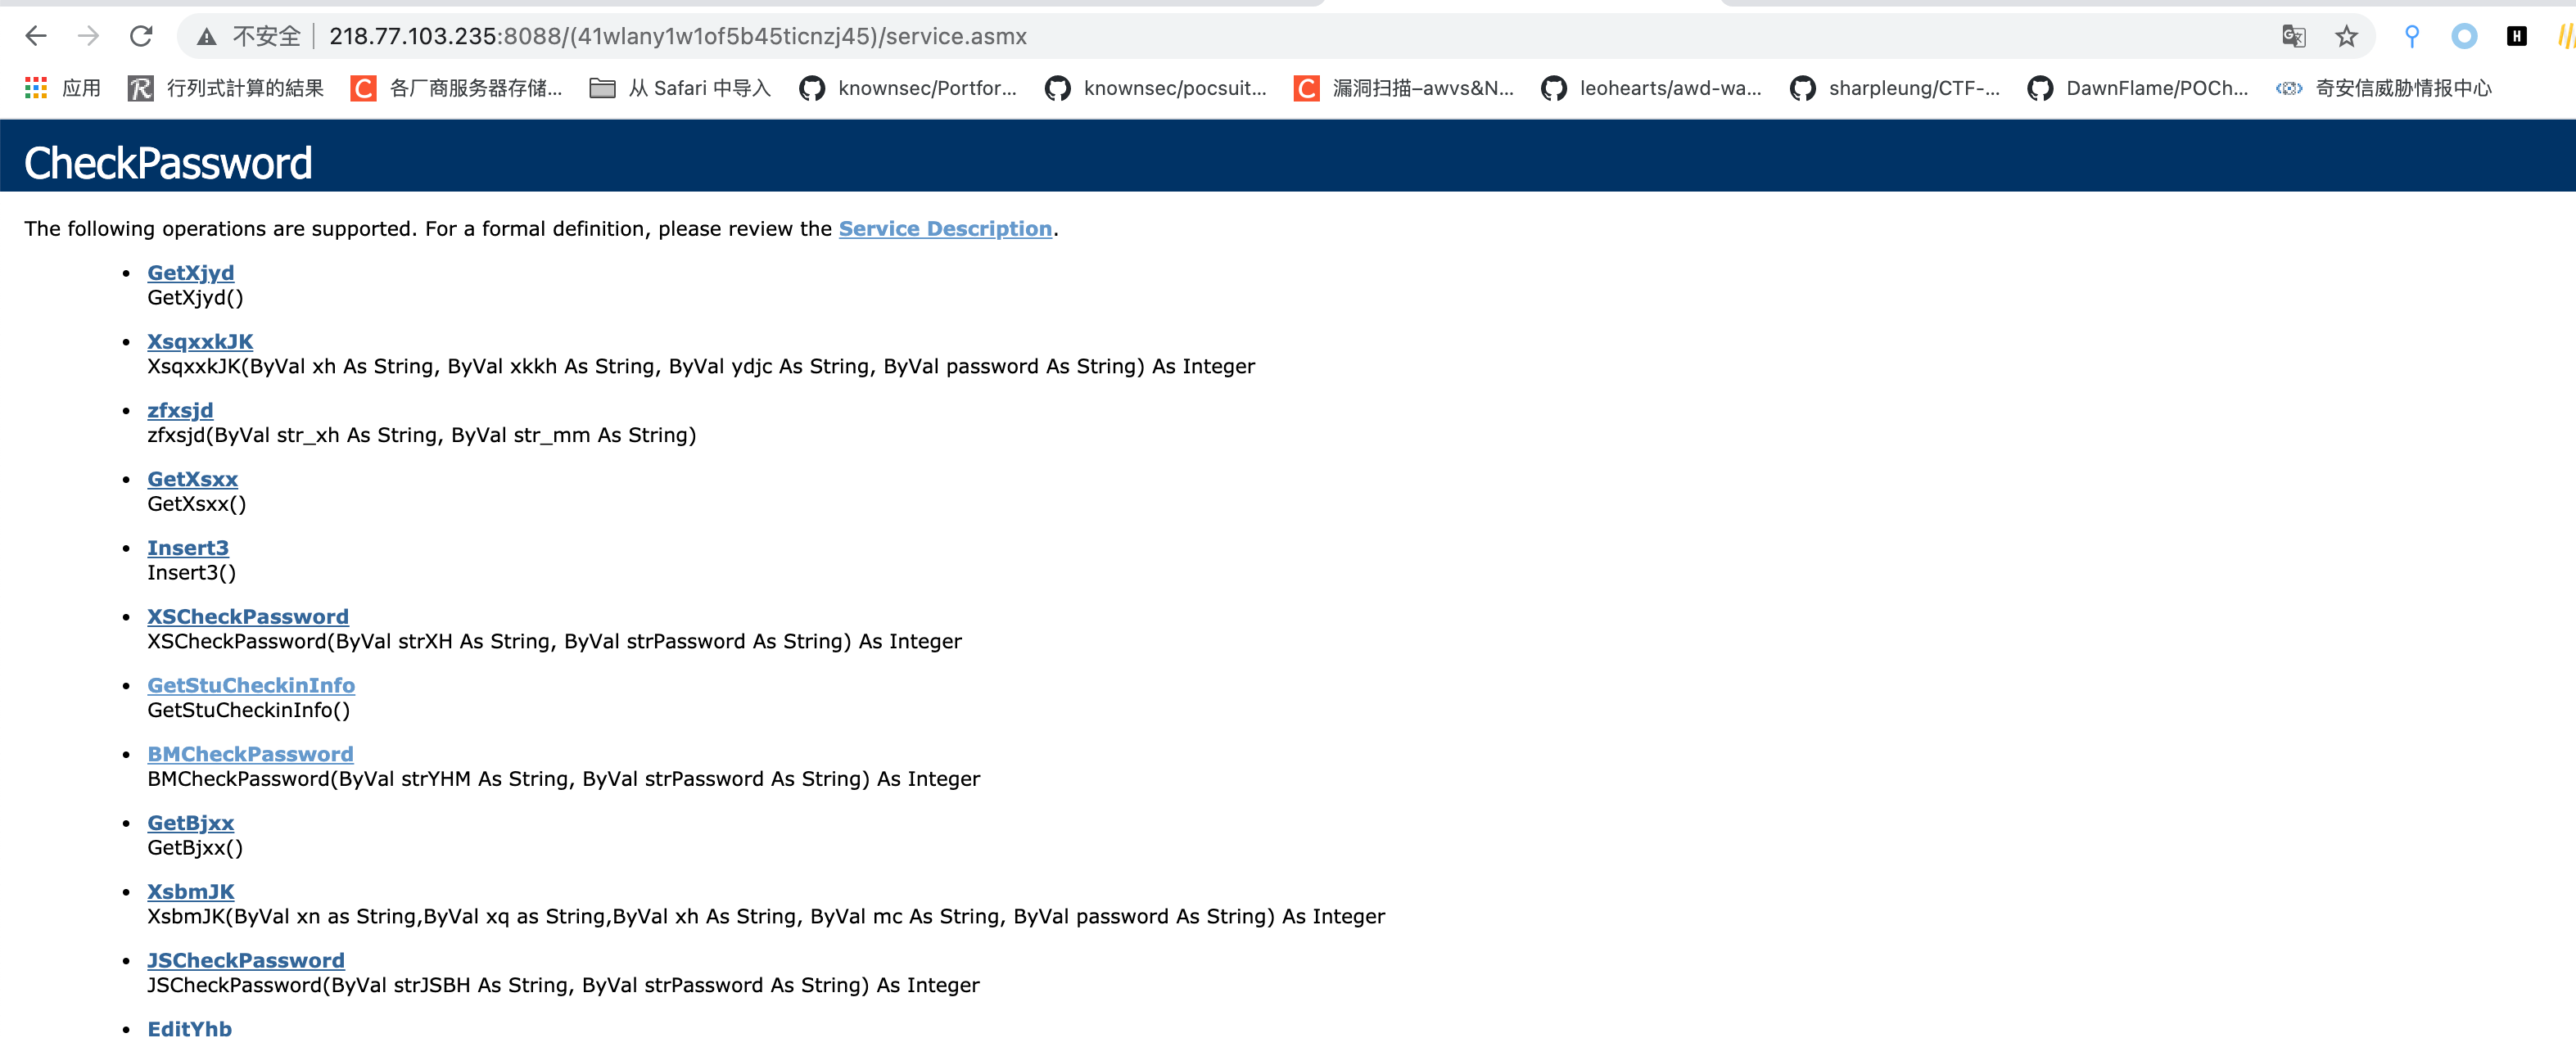 不安全 218.77.103.235:8088/(41wlany1w1of5b45ticnzj45)/service.asmx
应用 行列式計算的結果 各厂商服务器存储... 从 Safari 中导入 knownsec/Portfor... knownsec/pocsuit... 漏洞扫描–awvs&N... leohearts/awd-wa... sharpleung/CTF-... DawnFlame/POCh... 奇安信威胁情报中心
CheckPassword
The following operations are supported. For a formal definition, please review the Service Description.
GetXjyd
GetXjyd()
XsqxxkJK
XsqxxkJK(ByVal xh As String, ByVal xkkh As String, ByVal ydjc As String, ByVal password As String) As Integer
zfxsjd
zfxsjd(ByVal str_xh As String, ByVal str_mm As String)
GetXsxx
GetXsxx()
Insert3
Insert3()
XSCheckPassword
XSCheckPassword(ByVal strXH As String, ByVal strPassword As String) As Integer
GetStuCheckinInfo
GetStuCheckinInfo()
BMCheckPassword
BMCheckPassword(ByVal strYHM As String, ByVal strPassword As String) As Integer
GetBjxx
GetBjxx()
XsbmJK
XsbmJK(ByVal xn as String,ByVal xq as String,ByVal xh As String, ByVal mc As String, ByVal password As String) As Integer
JSCheckPassword
JSCheckPassword(ByVal strJSBH As String, ByVal strPassword As String) As Integer
EditYhb